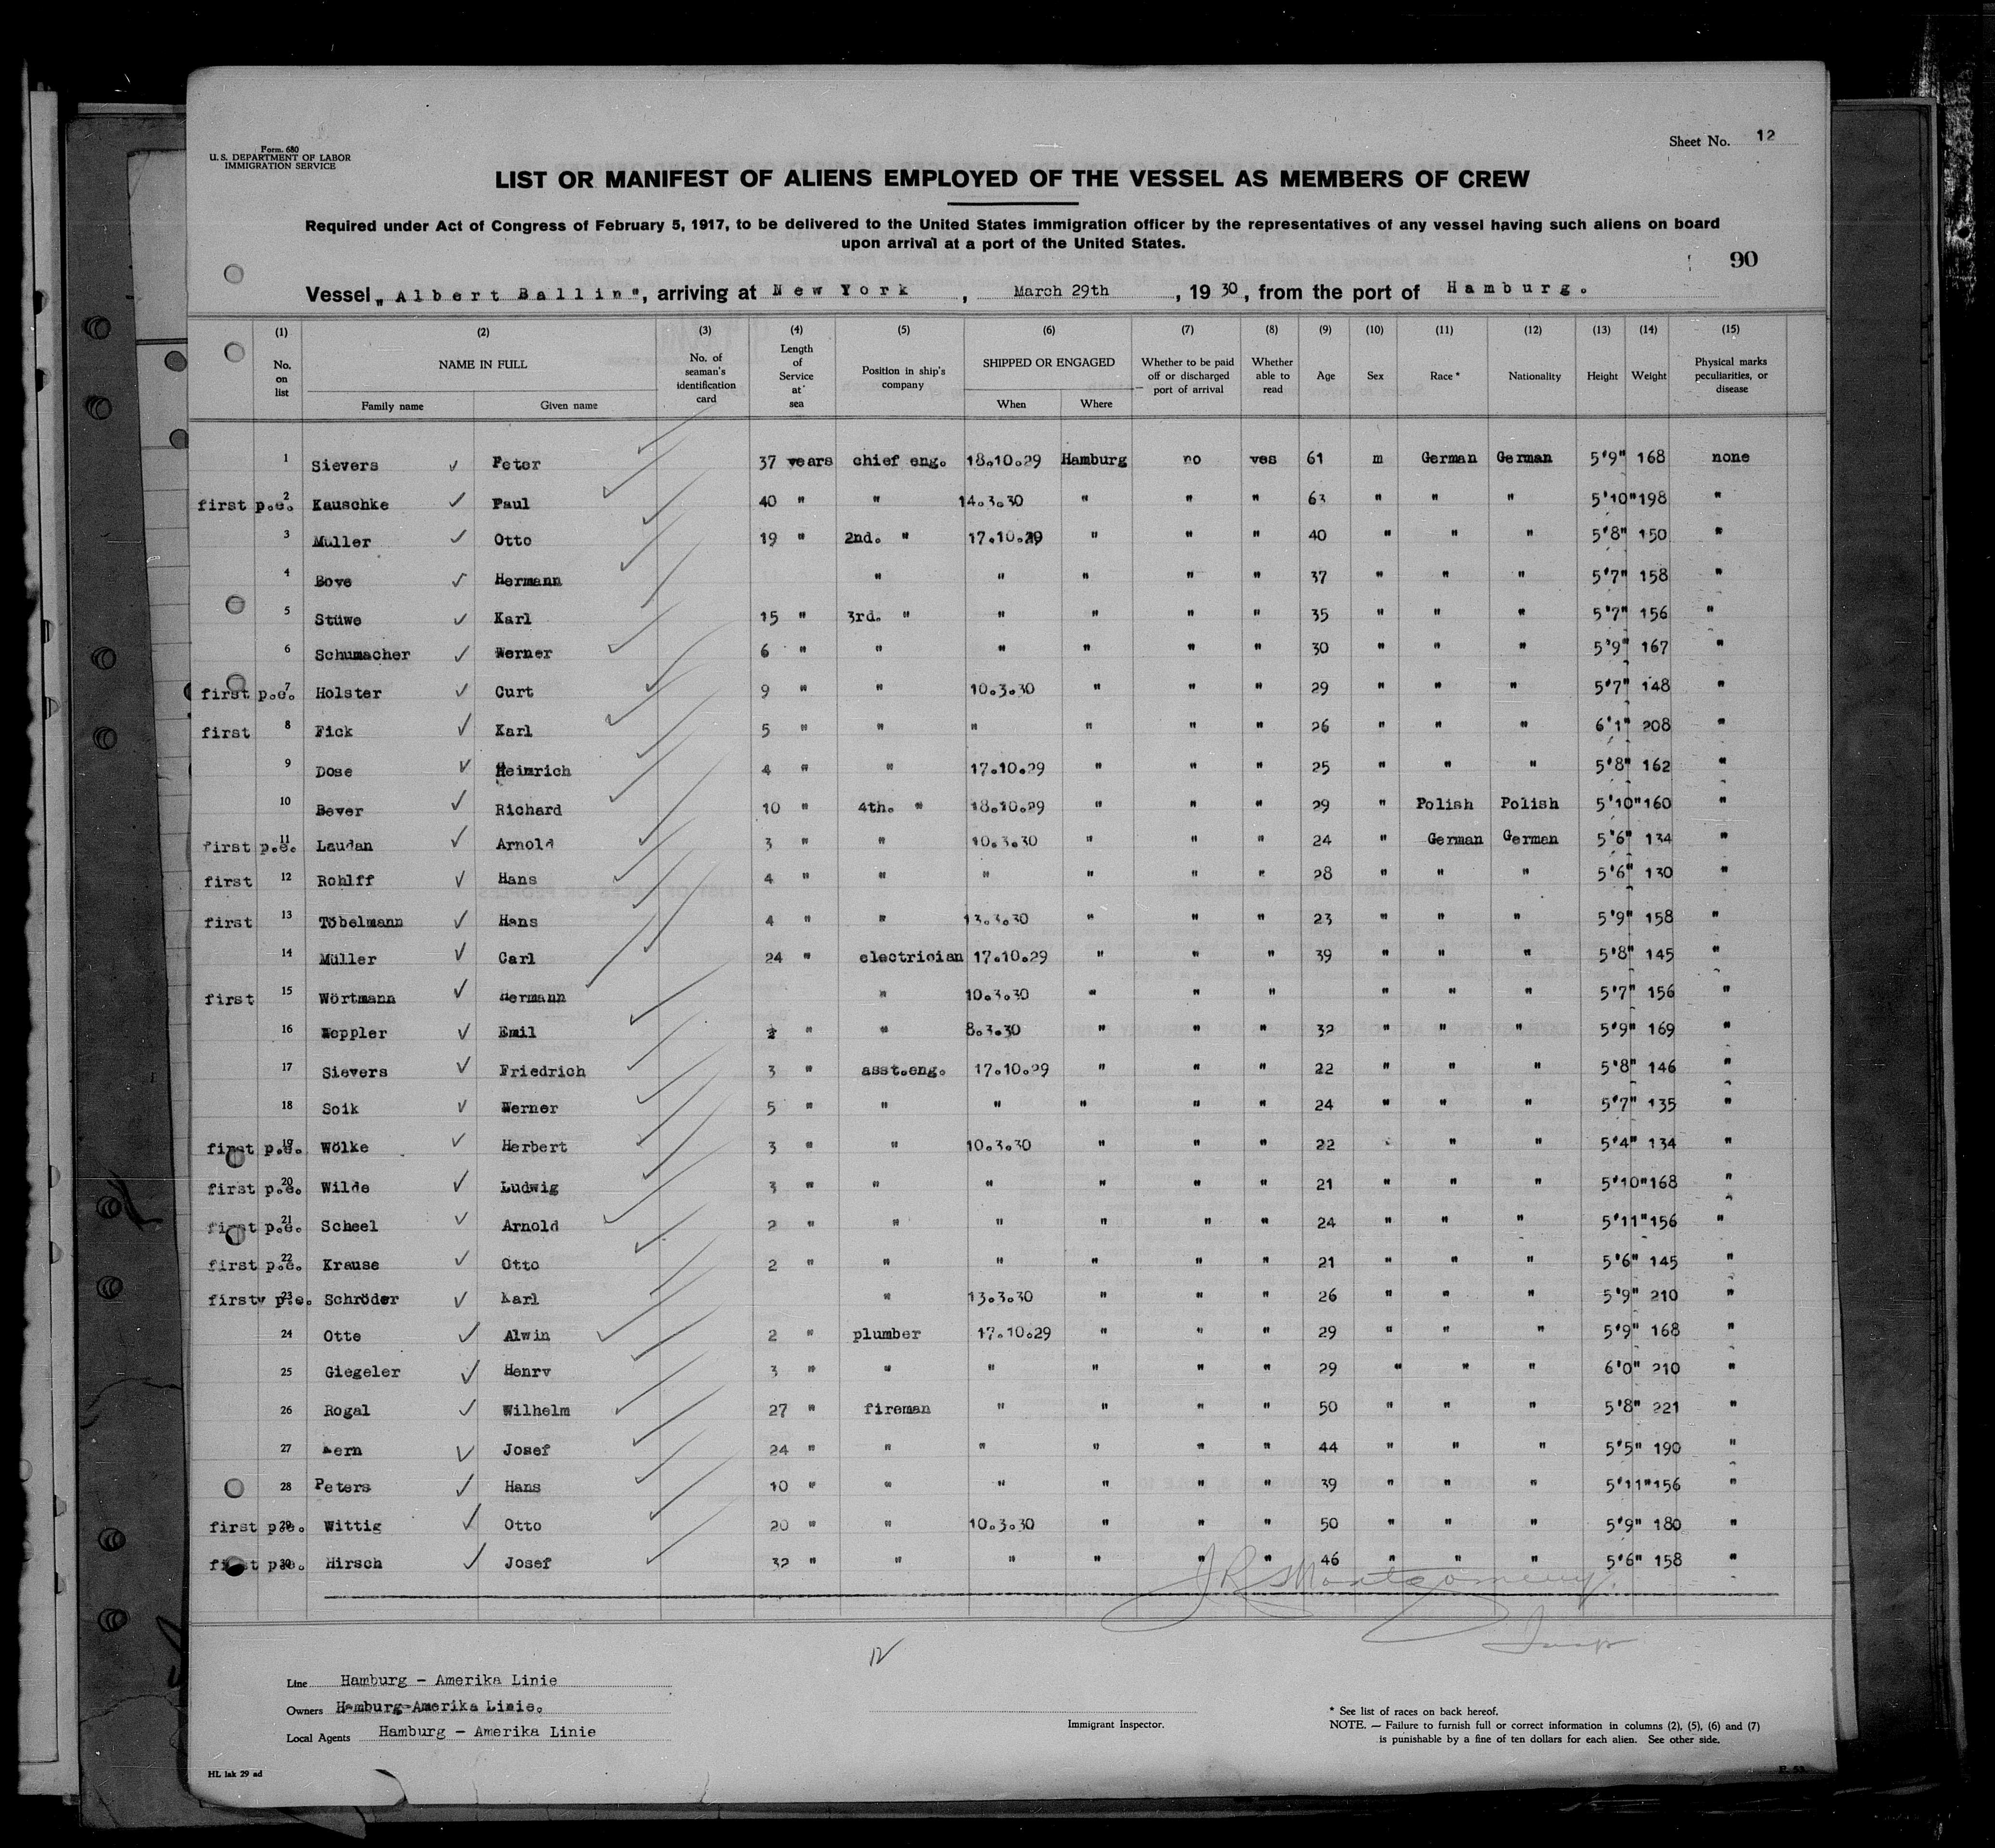 Form. 680
U. S. DEPARTMENT OF LABOR
IMMIGRATION SERVICE
Sheet No. 12
LIST OR MANIFEST OF ALIENS EMPLOYED OF THE VESSEL AS MEMBERS OF CREW
Required under Act of Congress of February 5, 1917, to be delivered to the United States immigration officer by the representatives of any vessel having such aliens on board
upon arrival at a port of the United States.
90
Vessel „Albert Ballin", arriving at New York, March 29th, 1930, from the port of Hamburg.
(1) (2) (3) (4) (5) (6) (7) (8) (9) (10) (11) (12) (13) (14) (15)
No. on list NAME IN FULL Family name Given name No. of seaman's identification card Length of Service at sea Position in ship's company SHIPPED OR ENGAGED When Where Whether to be paid off or discharged port of arrival Whether able to read Age Sex Race* Nationality Height Weight Physical marks peculiarities, or disease
1 Sievers Peter 37 years chief eng. 18.10.29 Hamburg no yes 61 m German German 5'9" 168 none
first p.e. 2 Kauschke Paul 40 " " 14.3.30 " " " 63 " " " 5'10" 198 "
3 Müller Otto 19 " 2nd. " 17.10.29 " " " 40 " " " 5'8" 150 "
4 Bove Hermann " " " " " 37 " " " 5'7" 158 "
5 Stüwe Karl 15 " 3rd. " " " " " 35 " " " 5'7" 156 "
6 Schumacher Werner 6 " " " " " " 30 " " " 5'9" 167 "
first p.e. 7 Holster Curt 9 " " 10.3.30 " " " 29 " " " 5'7" 148 "
first 8 Fick Karl 5 " " " " " " 26 " " " 6'1" 208 "
9 Dose Heinrich 4 " " 17.10.29 " " " 25 " " " 5'8" 162 "
10 Beyer Richard 10 " 4th. " 18.10.29 " " " 29 " Polish Polish 5'10" 160 "
first p.e. 11 Laudan Arnold 3 " " 10.3.30 " " " 24 " German German 5'6" 134 "
first 12 Rohlff Hans 4 " " " " " " 28 " " " 5'6" 130 "
first 13 Töbelmann Hans 4 " " 13.3.30 " " " 23 " " " 5'9" 158 "
14 Müller Carl 24 " electrician 17.10.29 " " " 39 " " " 5'8" 145 "
first 15 Wörtmann Hermann " 10.3.30 " " " " " " 5'7" 156 "
16 Weppler Emil 2 " " 8.3.30 " " " 32 " " " 5'9" 169 "
17 Sievers Friedrich 3 " asst.eng. 17.10.29 " " " 22 " " " 5'8" 146 "
18 Soik Werner 5 " " " " " " 24 " " " 5'7" 135 "
first p.e. 19 Wölke Herbert 3 " " 10.3.30 " " " 22 " " " 5'4" 134 "
first p.e. 20 Wilde Ludwig 3 " " " " " " 21 " " " 5'10" 168 "
first p.e. 21 Scheel Arnold 2 " " " " " " 24 " " " 5'11" 156 "
first p.e. 22 Krause Otto 2 " " " " " " 21 " " " 5'6" 145 "
firstv p.e. 23 Schröder Karl " 13.3.30 " " " 26 " " " 5'9" 210 "
24 Otte Alwin 2 " plumber 17.10.29 " " " 29 " " " 5'9" 168 "
25 Giegeler Henry 3 " " " " " " 29 " " " 6'0" 210 "
26 Rogal Wilhelm 27 " fireman " " " " 50 " " " 5'8" 221 "
27 Kern Josef 24 " " " " " " 44 " " " 5'5" 190 "
28 Peters Hans 10 " " " " " " 39 " " " 5'11" 156 "
first p.e. 29 Wittig Otto 20 " " 10.3.30 " " " 50 " " " 5'9" 180 "
first p.e. 30 Hirsch Josef 32 " " " " " " 46 " " " 5'6" 158 "
J R Montgomery
Insp
12
Line Hamburg - Amerika Linie
Owners Hamburg-Amerika Linie.
Local Agents Hamburg - Amerika Linie
Immigrant Inspector.
* See list of races on back hereof.
NOTE. — Failure to furnish full or correct information in columns (2), (5), (6) and (7)
is punishable by a fine of ten dollars for each alien. See other side.
HL lak 29 ad